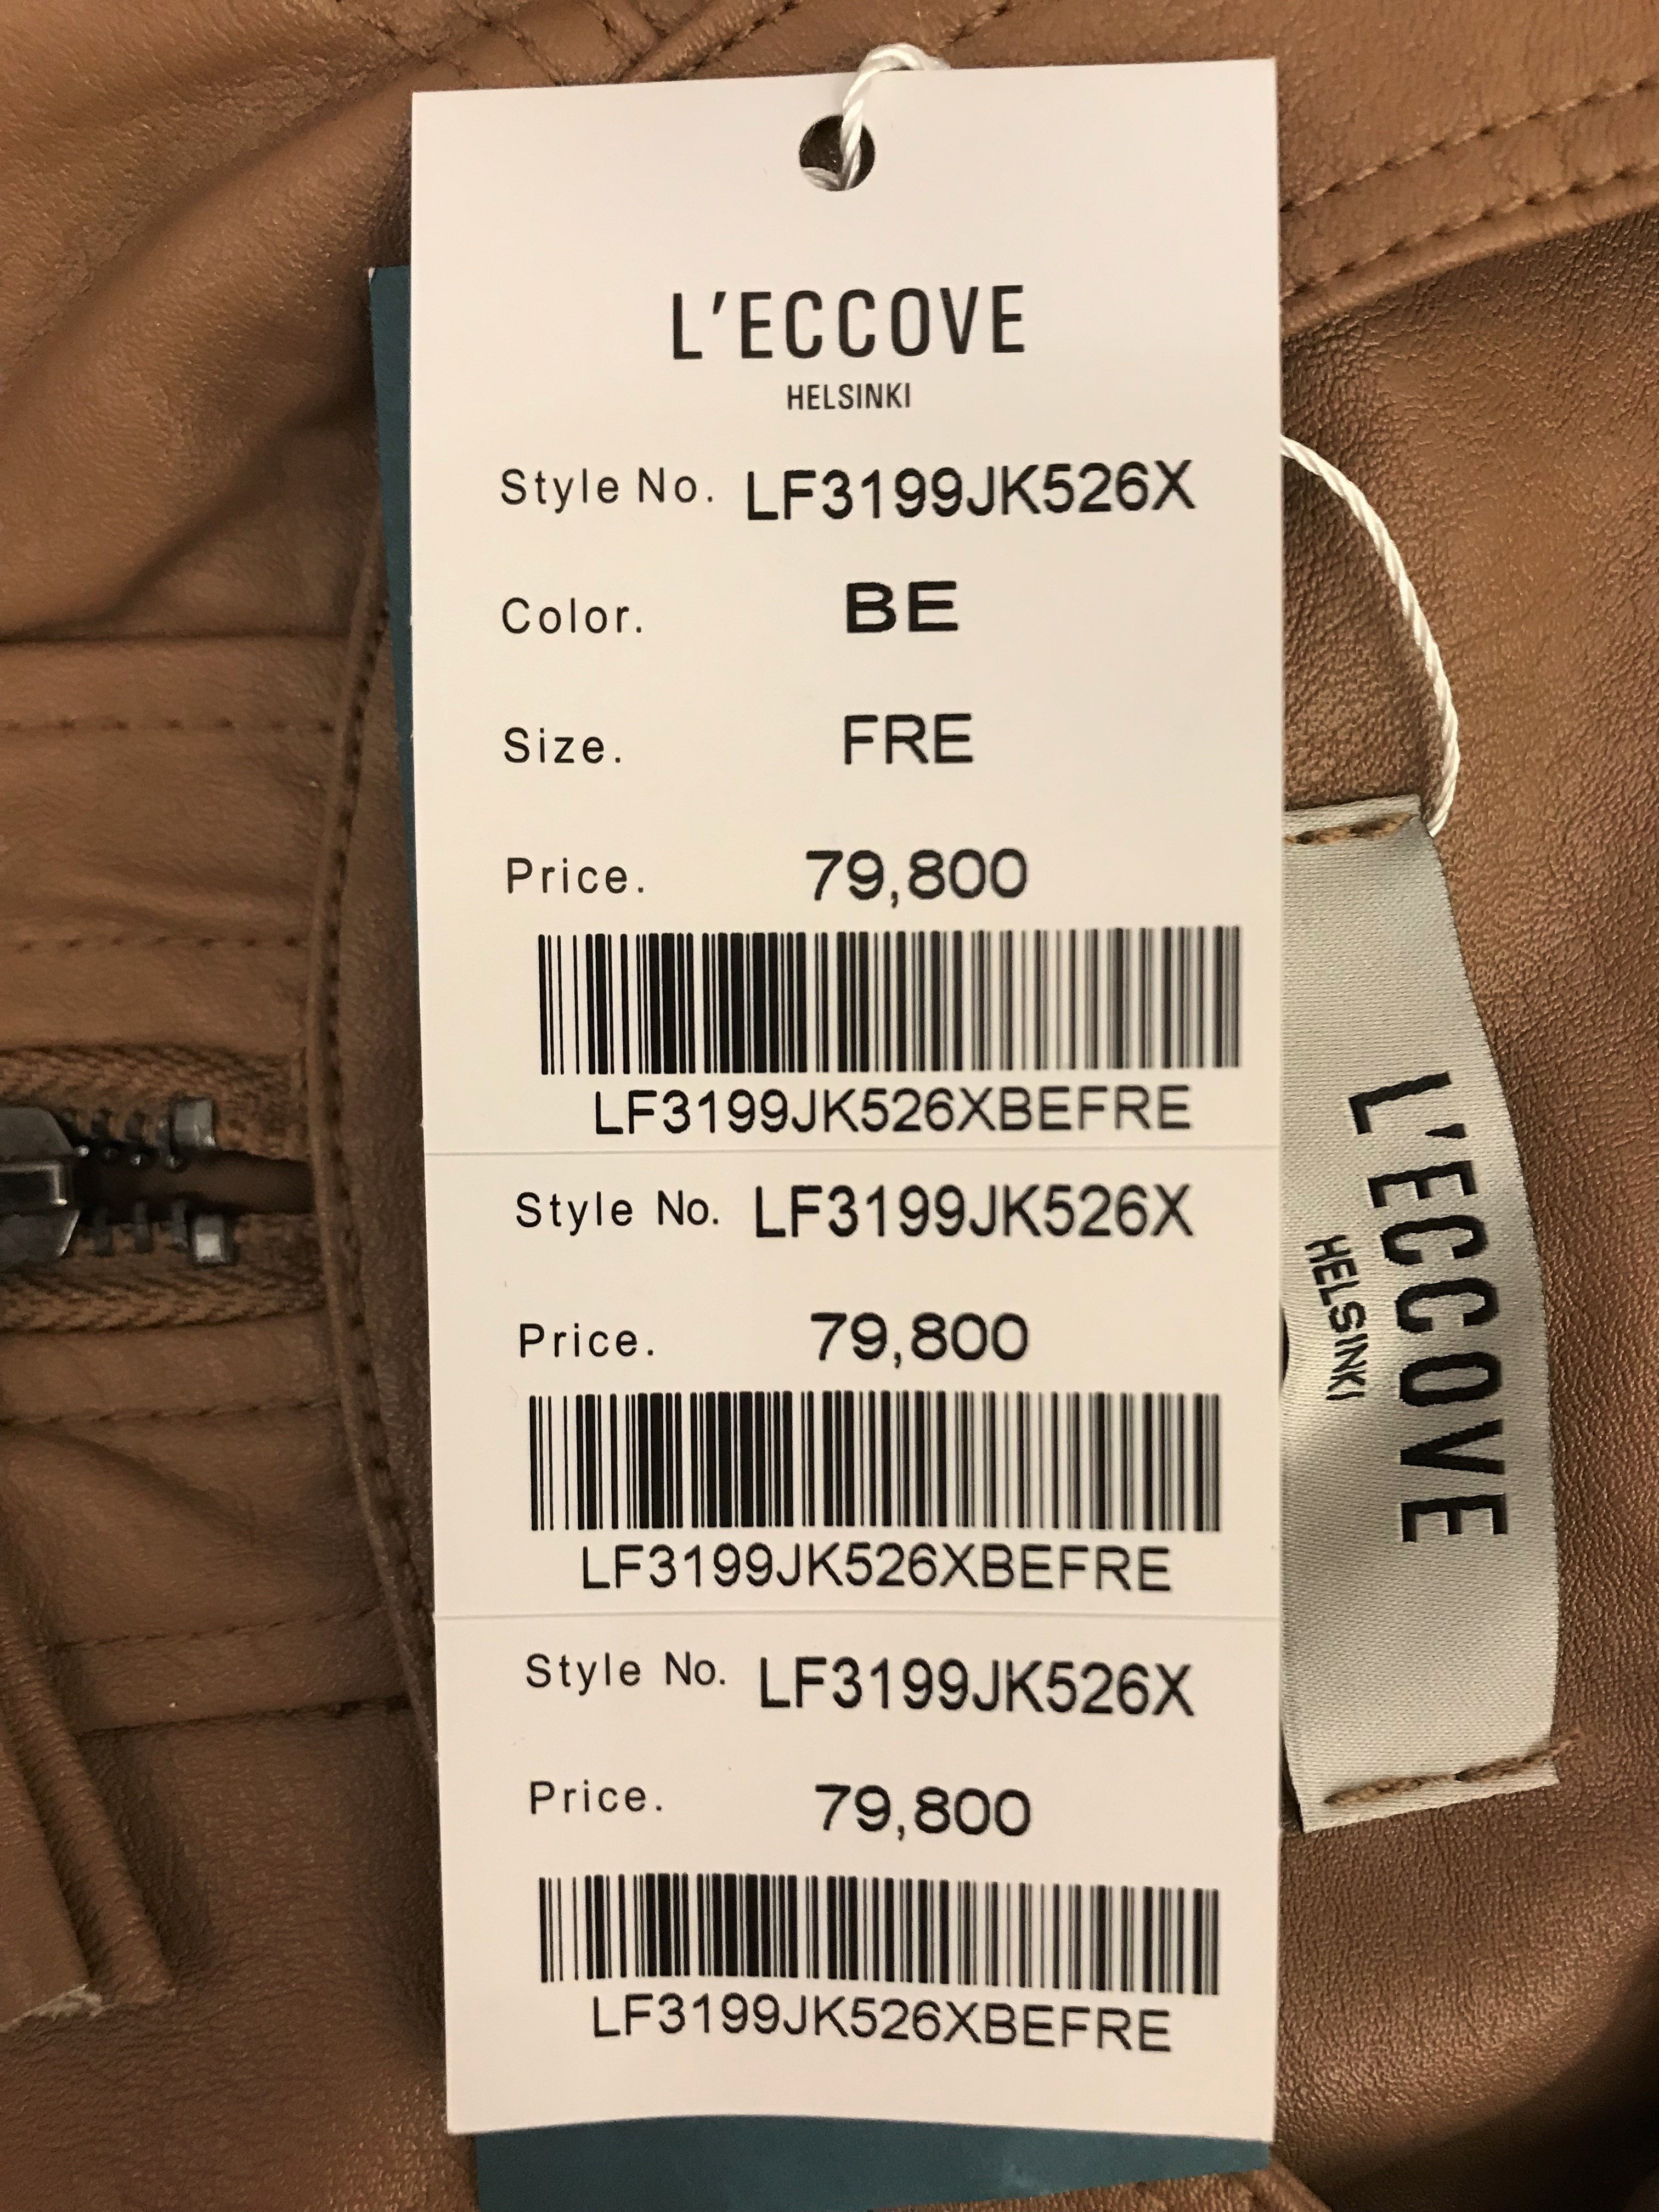 L'ECCOVE
HELSINKI
Style No. LF3199JK526X
Color. BE
Size. FRE
Price. 79,800
LF3199JK526XBEFRE
Style No. LF3199JK526X
Price. 79,800
LF3199JK526XBEFRE
Style No. LF3199JK526X
Price. 79,800
LF3199JK526XBEFRE
L'ECCOVE
HELSINKI